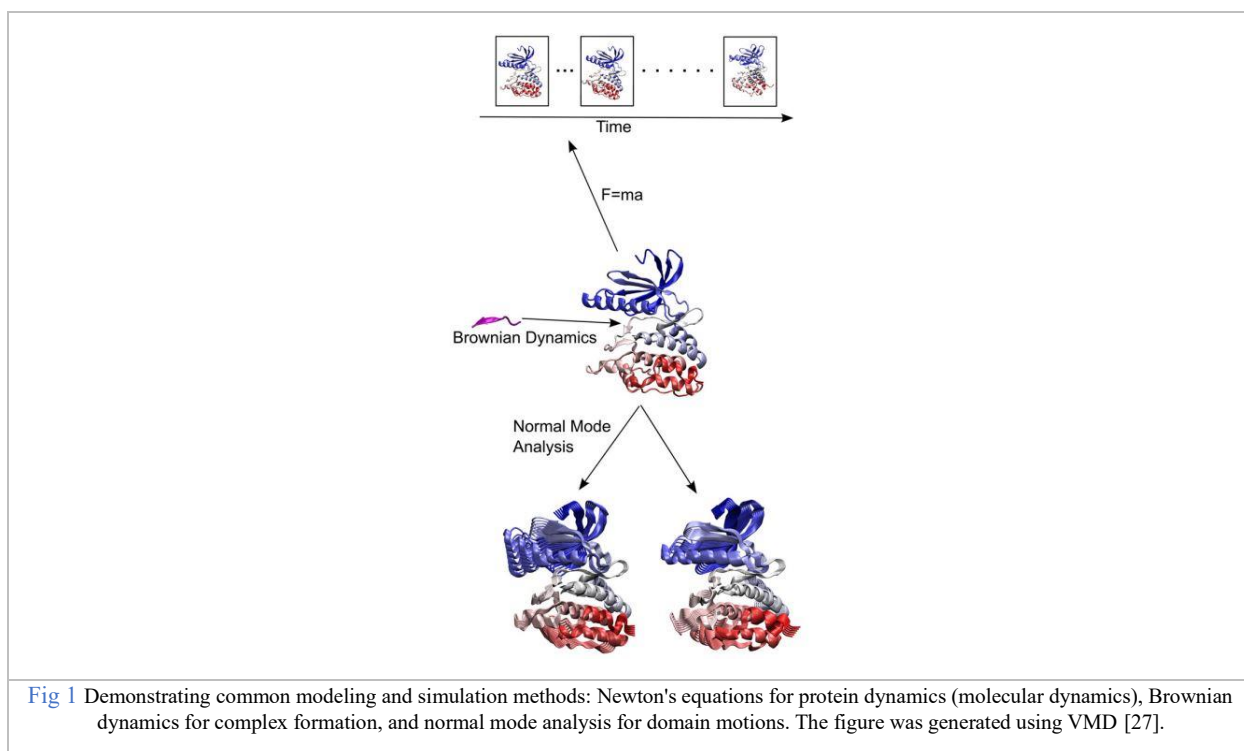 Time
F=ma
Brownian Dynamics
Normal Mode
Analysis
Fig 1 Demonstrating common modeling and simulation methods: Newton's equations for protein dynamics (molecular dynamics), Brownian
dynamics for complex formation, and normal mode analysis for domain motions. The figure was generated using VMD [27].